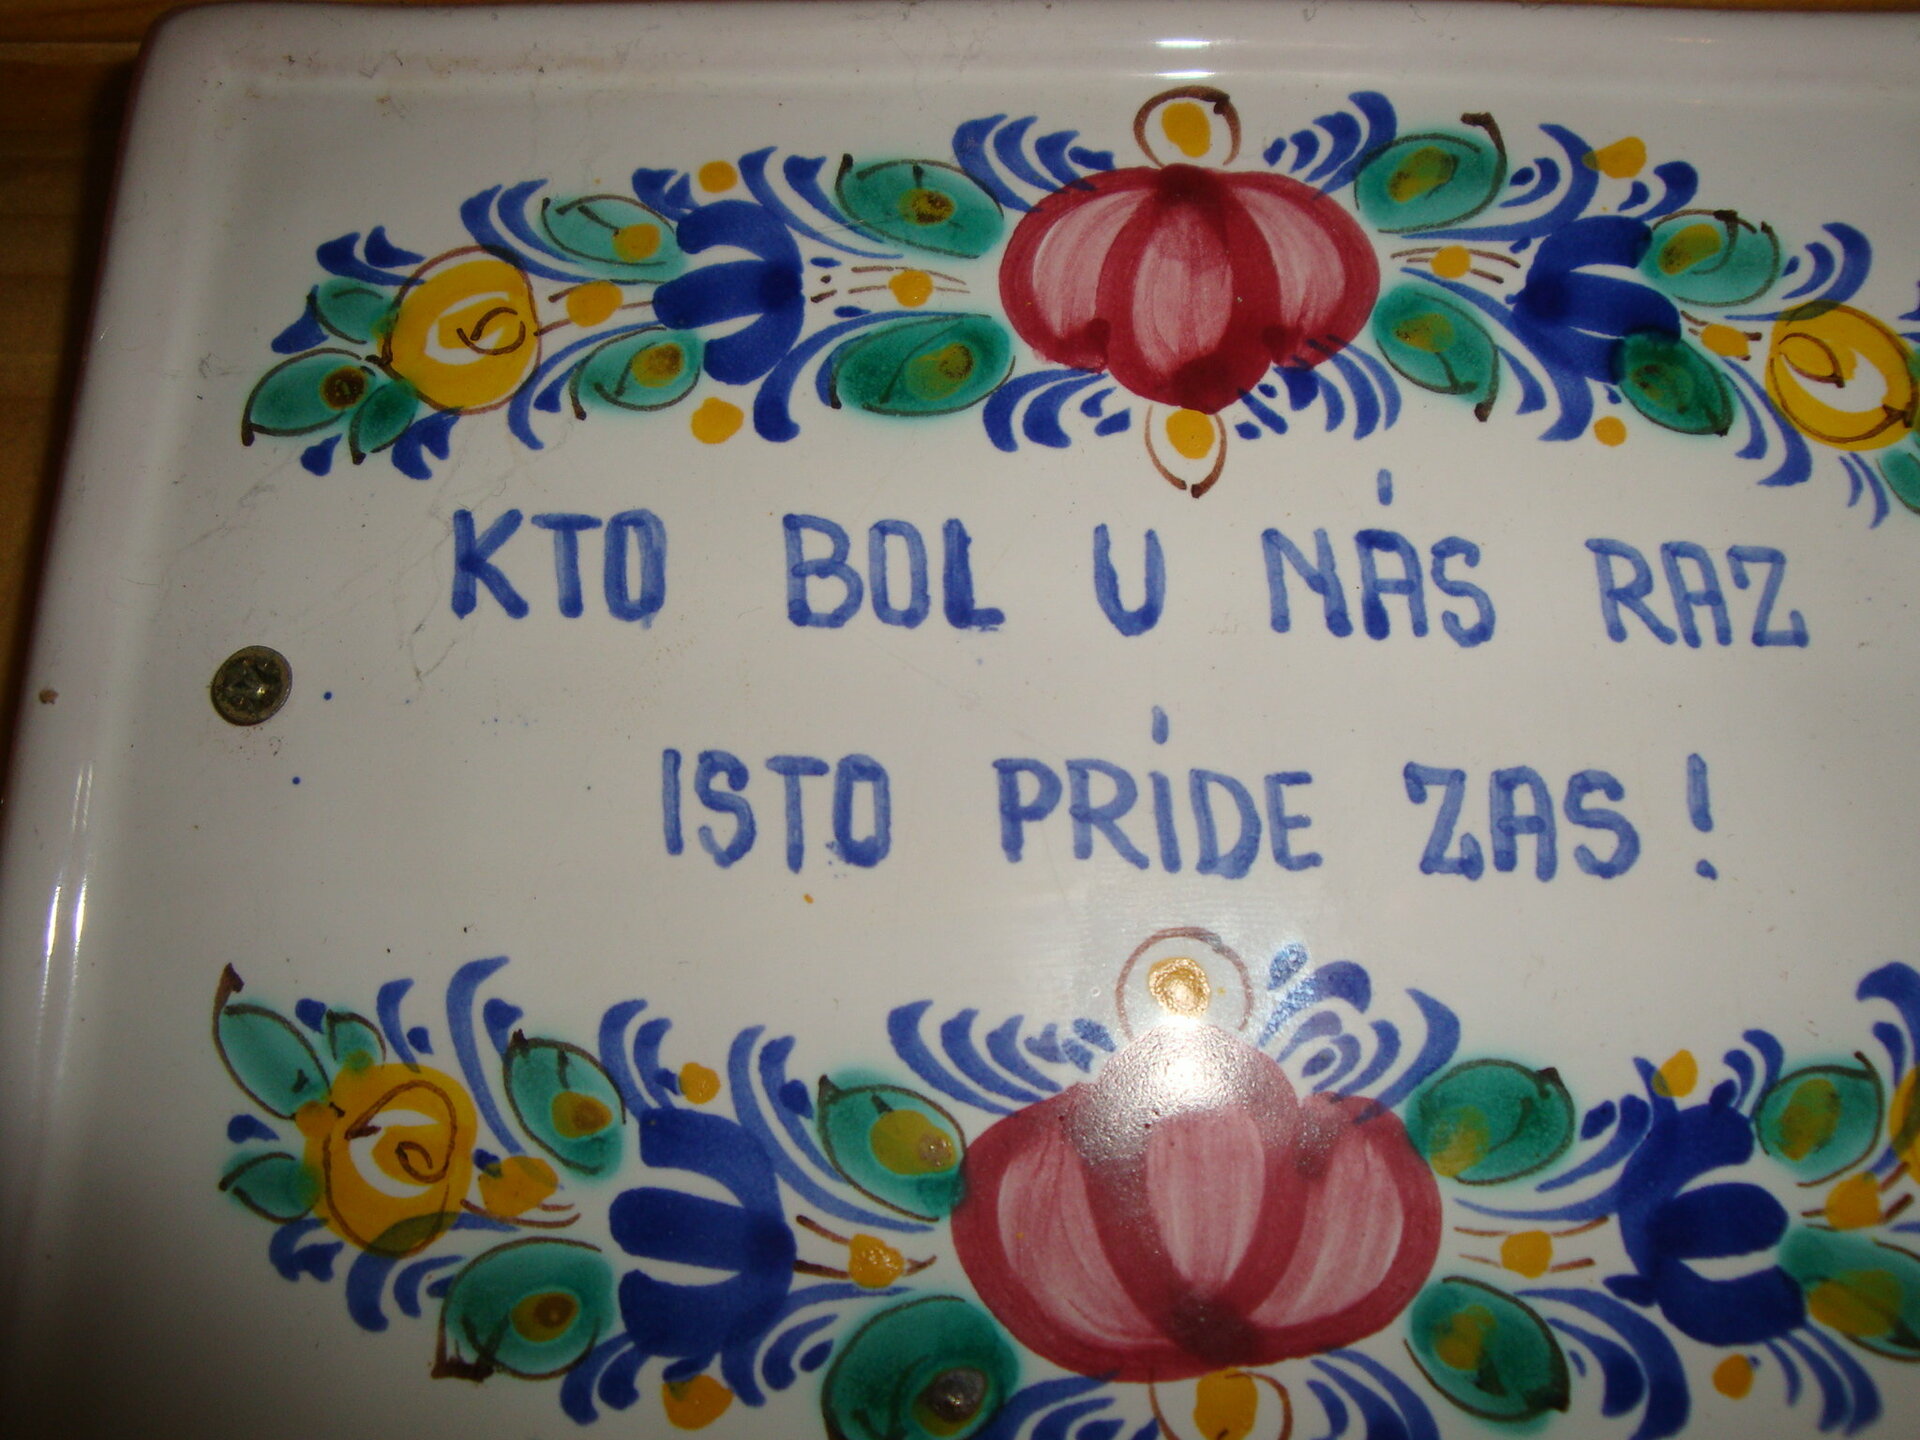 KTO BOL U NÁS RAZ
ISTO PRÍDE ZAS!